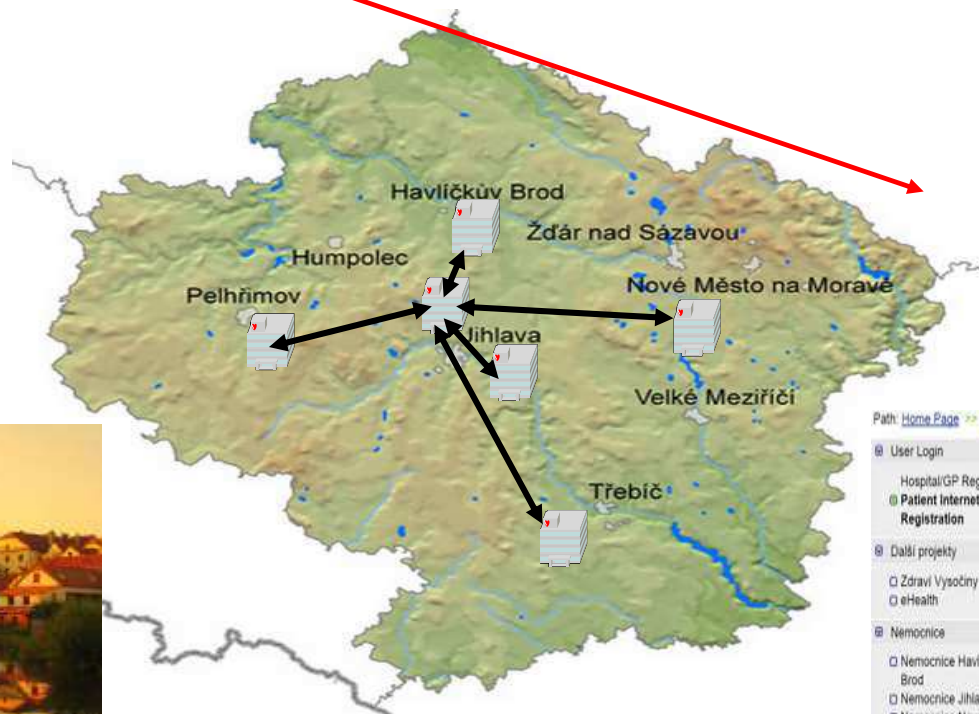 Havlíčkův Brod
Žďár nad Sázavou
Humpolec
Nové Město na Moravě
Pelhřimov
Jihlava
Velké Meziříčí
Třebíč
Path: Home Page >>
User Login
Hospital/GP Reg
Patient Internet
Registration
Další projekty
Zdraví Vysočiny
eHealth
Nemocnice
Nemocnice Havl
Brod
Nemocnice Jihla